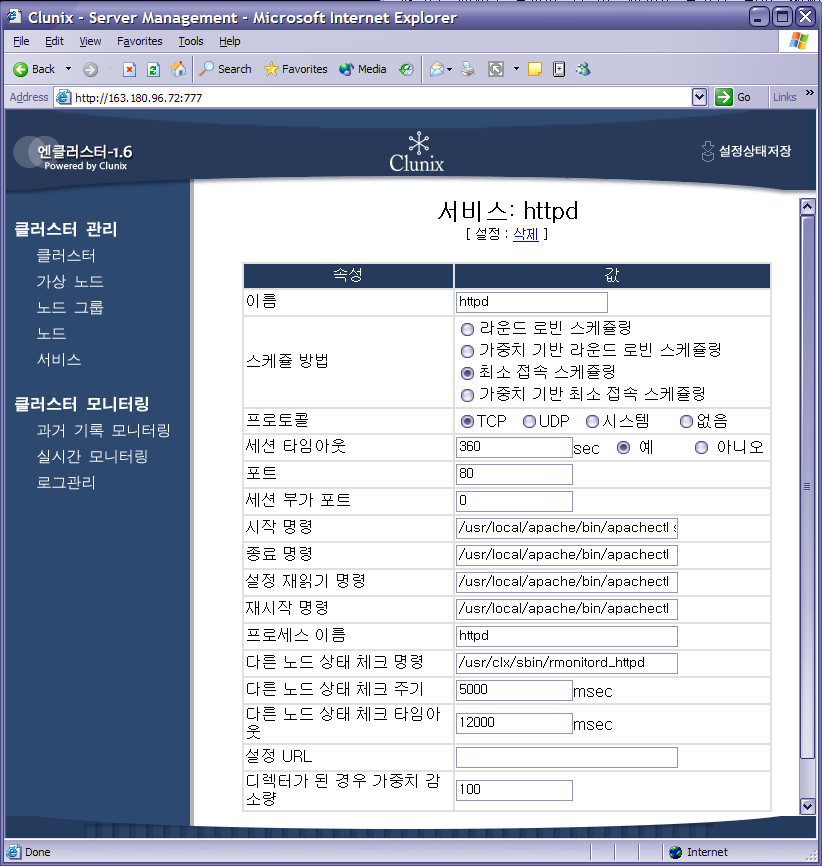 Clunix - Server Management - Microsoft Internet Explorer
File Edit View Favorites Tools Help
Back Search Favorites Media
Address http://163.180.96.72:777 Go Links »
엔클러스터-1.6
Powered by Clunix
Clunix
설정상태저장
클러스터 관리
클러스터
가상 노드
노드 그룹
노드
서비스
클러스터 모니터링
과거 기록 모니터링
실시간 모니터링
로그관리
서비스: httpd
[ 설정 : 삭제 ]
속성 값
이름 httpd
스케쥴 방법
라운드 로빈 스케쥴링
가중치 기반 라운드 로빈 스케쥴링
최소 접속 스케쥴링
가중치 기반 최소 접속 스케쥴링
프로토콜 TCP UDP 시스템 없음
세션 타임아웃 360 sec 예 아니오
포트 80
세션 부가 포트 0
시작 명령 /usr/local/apache/bin/apachectl s
종료 명령 /usr/local/apache/bin/apachectl
설정 재읽기 명령 /usr/local/apache/bin/apachectl
재시작 명령 /usr/local/apache/bin/apachectl
프로세스 이름 httpd
다른 노드 상태 체크 명령 /usr/clx/sbin/rmonitord_httpd
다른 노드 상태 체크 주기 5000 msec
다른 노드 상태 체크 타임아
웃 12000 msec
설정 URL
디렉터가 된 경우 가중치 감
소량 100
Done Internet